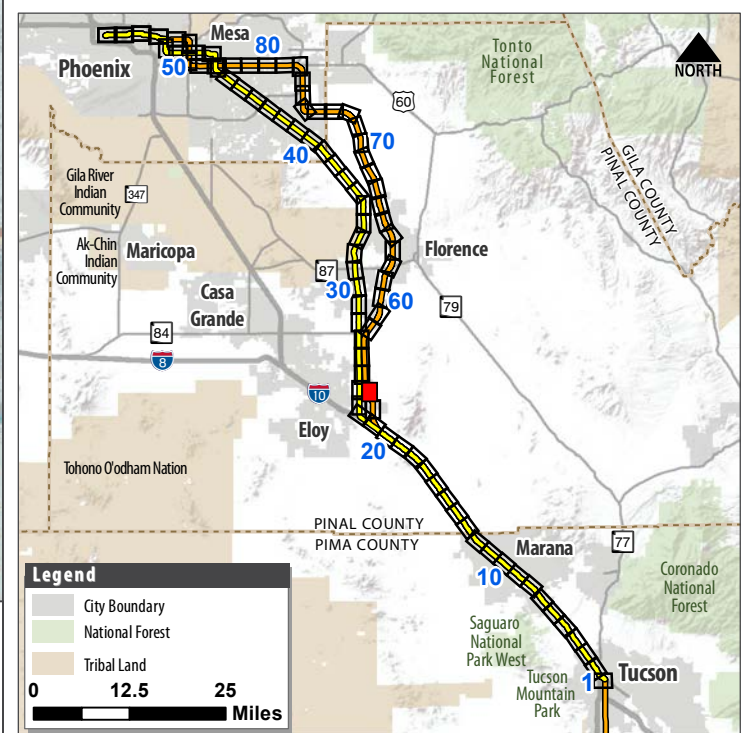 Mesa
80
Phoenix
50
Tonto
National
Forest
NORTH
60
70
40
GILA COUNTY
PINAL COUNTY
Gila River
Indian
Community
347
Ak-Chin
Indian
Community
Maricopa
Florence
87
30
Casa
Grande
60
79
84
8
10
Eloy
20
Tohono O'odham Nation
PINAL COUNTY
PIMA COUNTY
Marana
77
10
Coronado
National
Forest
Saguaro
National
Park West
Tucson
Mountain
Park
1
Tucson
Legend
City Boundary
National Forest
Tribal Land
0 12.5 25
Miles